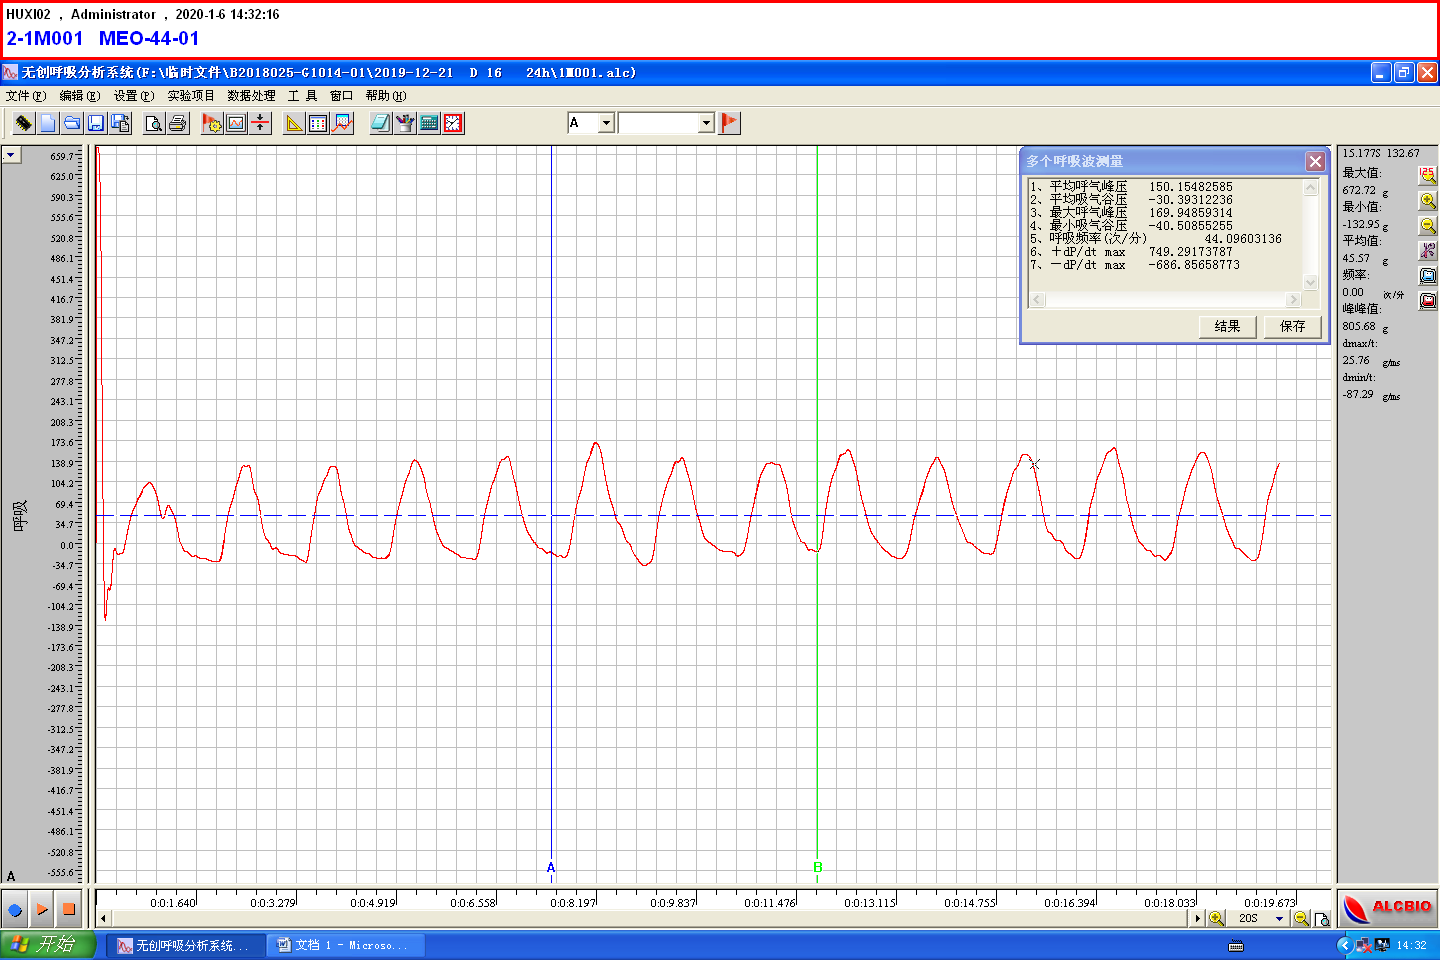 HUXI02 , Administrator , 2020-1-6 14:32:16
2-1M001 MEO-44-01
无创呼吸分析系统(F:\临时文件\B2018025-G1014-01\2019-12-21 D 16 24h\1M001.alc)
文件(F) 编辑(E) 设置(P) 实验项目 数据处理 工 具 窗口 帮助(H)
A
659.7
625.0
590.3
555.6
520.8
486.1
451.4
416.7
381.9
347.2
312.5
277.8
243.1
208.3
173.6
138.9
104.2
69.4
34.7
0.0
-34.7
-69.4
-104.2
-138.9
-173.6
-208.3
-243.1
-277.8
-312.5
-347.2
-381.9
-416.7
-451.4
-486.1
-520.8
-555.6
呼吸
A
A
B
多个呼吸波测量
1、平均呼气峰压 150.15482585
2、平均吸气谷压 -30.39312236
3、最大呼气峰压 169.94859314
4、最小吸气谷压 -40.50855255
5、呼吸频率(次/分) 44.09603136
6、＋dP/dt max 749.29173787
7、－dP/dt max -686.85658773
结果 保存
15.177S 132.67
最大值:
672.72 g
最小值:
-132.95 g
平均值:
45.57 g
频率:
0.00 次/分
峰峰值:
805.68 g
dmax/t:
25.76 g/ms
dmin/t:
-87.29 g/ms
125
0:0:1.640 0:0:3.279 0:0:4.919 0:0:6.558 0:0:8.197 0:0:9.837 0:0:11.476 0:0:13.115 0:0:14.755 0:0:16.394 0:0:18.033 0:0:19.673
20S
ALCBIO
开始 无创呼吸分析系统... 文档 1 - Microso... 14:32